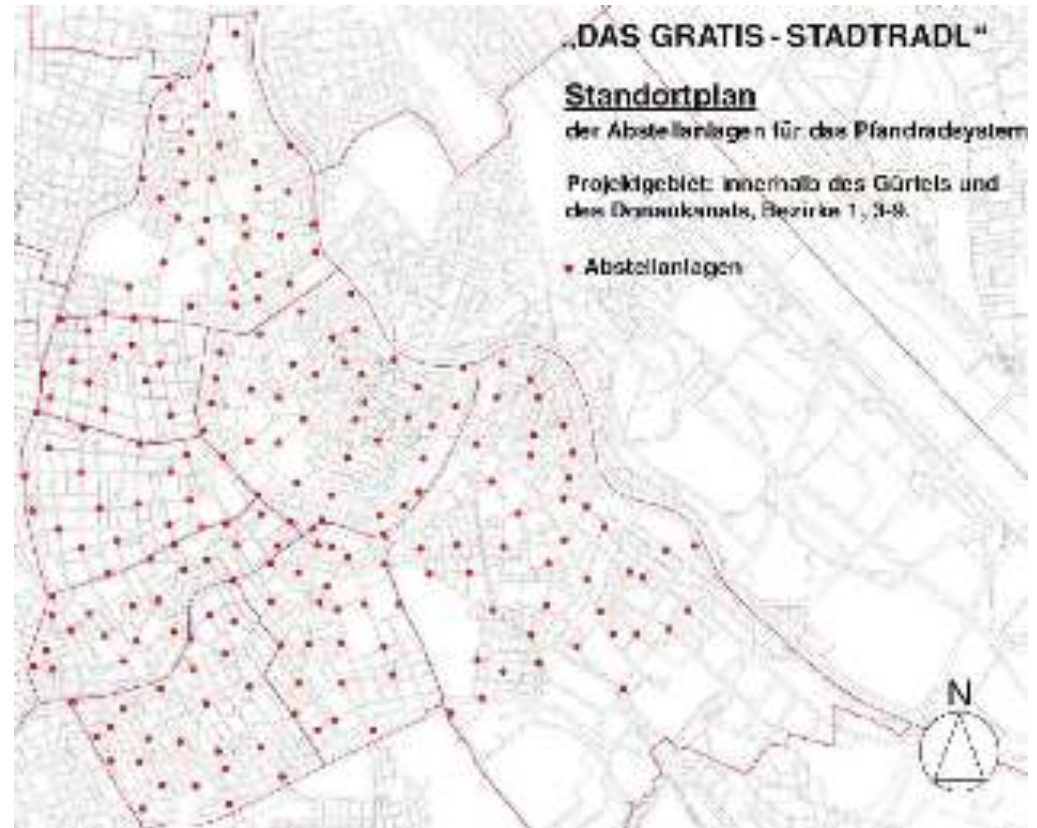 „DAS GRATIS - STADTRADL“
Standortplan
der Abstellanlagen für das Pfandradsystem
Projektgebiet: innerhalb des Gürtels und
des Donaukanals, Bezirke 1, 3-9.
Abstellanlagen
N